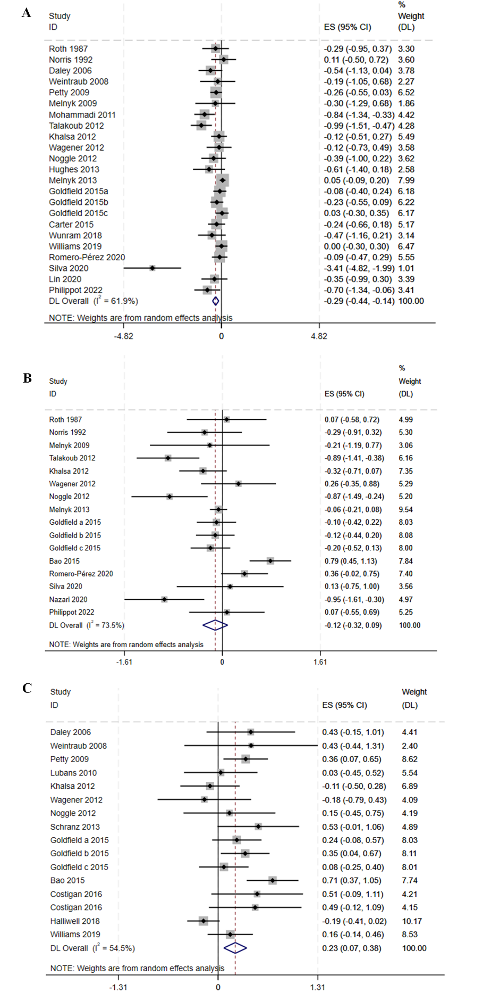 A
%
Study Weight
ID ES (95% CI) (DL)
Roth 1987 -0.29 (-0.95, 0.37) 3.30
Norris 1992 0.11 (-0.50, 0.72) 3.60
Daley 2006 -0.54 (-1.13, 0.04) 3.78
Weintraub 2008 -0.19 (-1.05, 0.68) 2.27
Petty 2009 -0.26 (-0.55, 0.03) 6.52
Melnyk 2009 -0.30 (-1.29, 0.68) 1.86
Mohammadi 2011 -0.84 (-1.34, -0.33) 4.42
Talakoub 2012 -0.99 (-1.51, -0.47) 4.28
Khalsa 2012 -0.12 (-0.51, 0.27) 5.49
Wagener 2012 -0.12 (-0.73, 0.49) 3.58
Noggle 2012 -0.39 (-1.00, 0.22) 3.62
Hughes 2013 -0.61 (-1.40, 0.18) 2.58
Melnyk 2013 0.05 (-0.09, 0.20) 7.99
Goldfield 2015a -0.08 (-0.40, 0.24) 6.18
Goldfield 2015b -0.23 (-0.55, 0.09) 6.22
Goldfield 2015c 0.03 (-0.30, 0.35) 6.17
Carter 2015 -0.24 (-0.66, 0.18) 5.17
Wunram 2018 -0.47 (-1.16, 0.21) 3.14
Williams 2019 0.00 (-0.30, 0.30) 6.47
Romero-Pérez 2020 -0.09 (-0.47, 0.29) 5.55
Silva 2020 -3.41 (-4.82, -1.99) 1.01
Lin 2020 -0.35 (-0.99, 0.30) 3.39
Philippot 2022 -0.70 (-1.34, -0.06) 3.41
DL Overall (I² = 61.9%) -0.29 (-0.44, -0.14) 100.00
NOTE: Weights are from random effects analysis
-4.82 0 4.82
B
%
Study Weight
ID ES (95% CI) (DL)
Roth 1987 0.07 (-0.58, 0.72) 4.99
Norris 1992 -0.29 (-0.91, 0.32) 5.30
Melnyk 2009 -0.21 (-1.19, 0.77) 3.06
Talakoub 2012 -0.89 (-1.41, -0.38) 6.16
Khalsa 2012 -0.32 (-0.71, 0.07) 7.35
Wagener 2012 0.26 (-0.35, 0.88) 5.29
Noggle 2012 -0.87 (-1.49, -0.24) 5.20
Melnyk 2013 -0.06 (-0.21, 0.08) 9.54
Goldfield a 2015 -0.10 (-0.42, 0.22) 8.03
Goldfield b 2015 -0.12 (-0.44, 0.20) 8.08
Goldfield c 2015 -0.20 (-0.52, 0.13) 8.00
Bao 2015 0.79 (0.45, 1.13) 7.84
Romero-Pérez 2020 0.36 (-0.02, 0.75) 7.40
Silva 2020 0.13 (-0.75, 1.00) 3.56
Nazari 2020 -0.95 (-1.61, -0.30) 4.97
Philippot 2022 0.07 (-0.55, 0.69) 5.25
DL Overall (I² = 73.5%) -0.12 (-0.32, 0.09) 100.00
NOTE: Weights are from random effects analysis
-1.61 0 1.61
C
Study Weight
ID ES (95% CI) (DL)
Daley 2006 0.43 (-0.15, 1.01) 4.41
Weintraub 2008 0.43 (-0.44, 1.31) 2.40
Petty 2009 0.36 (0.07, 0.65) 8.62
Lubans 2010 0.03 (-0.45, 0.52) 5.54
Khalsa 2012 -0.11 (-0.50, 0.28) 6.89
Wagener 2012 -0.18 (-0.79, 0.43) 4.09
Noggle 2012 0.15 (-0.45, 0.75) 4.19
Schranz 2013 0.53 (-0.01, 1.06) 4.89
Goldfield a 2015 0.24 (-0.08, 0.57) 8.03
Goldfield b 2015 0.35 (0.04, 0.67) 8.11
Goldfield c 2015 0.08 (-0.25, 0.40) 8.01
Bao 2015 0.71 (0.37, 1.05) 7.74
Costigan 2016 0.51 (-0.09, 1.11) 4.21
Costigan 2016 0.49 (-0.12, 1.09) 4.15
Halliwell 2018 -0.19 (-0.41, 0.02) 10.17
Williams 2019 0.16 (-0.14, 0.46) 8.53
DL Overall (I² = 54.5%) 0.23 (0.07, 0.38) 100.00
NOTE: Weights are from random effects analysis
-1.31 0 1.31